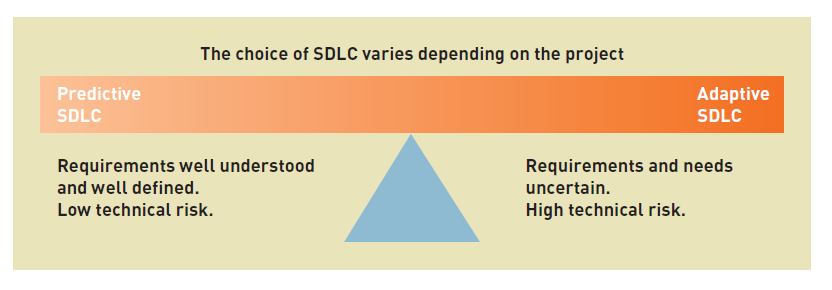 The choice of SDLC varies depending on the project
Predictive
SDLC
Adaptive
SDLC
Requirements well understood
and well defined.
Low technical risk.
Requirements and needs
uncertain.
High technical risk.